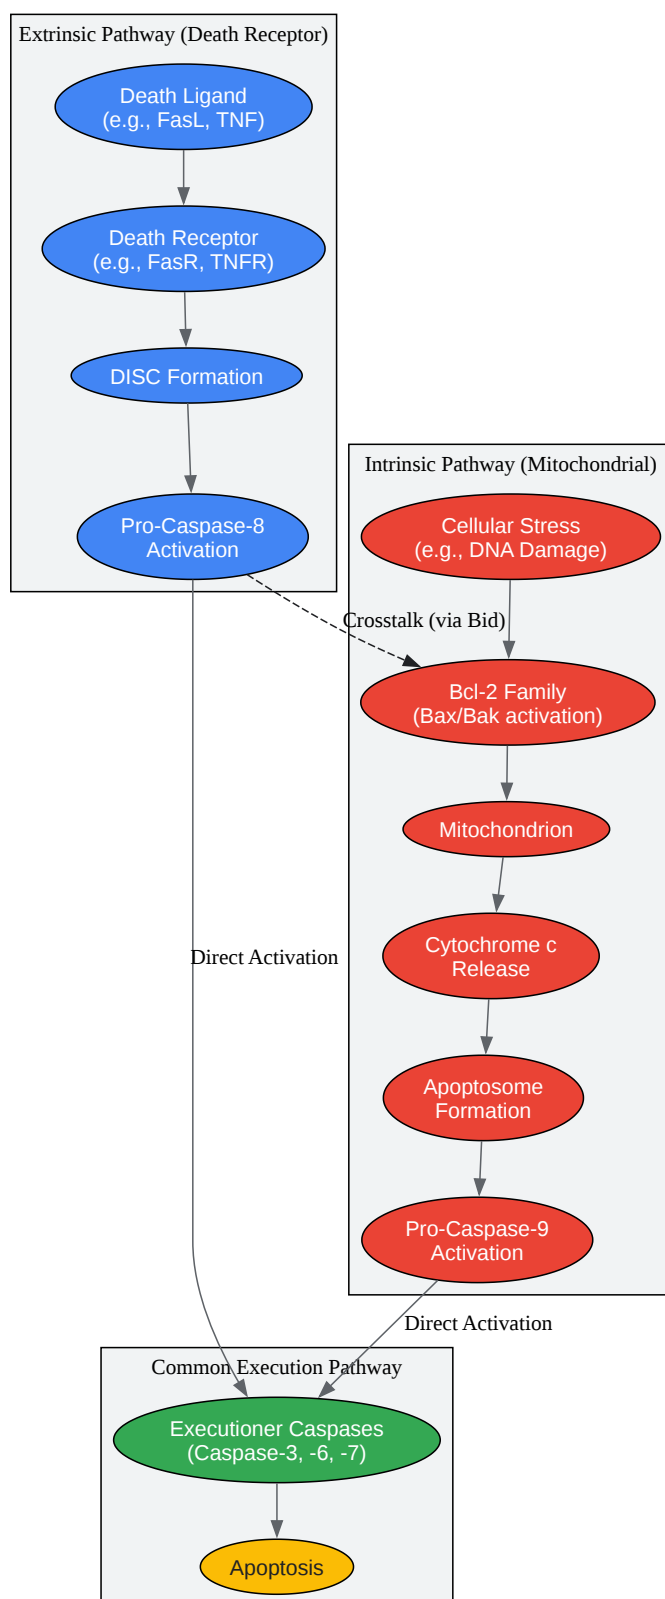 Extrinsic Pathway (Death Receptor)
Death Ligand
(e.g., FasL, TNF)
Death Receptor
(e.g., FasR, TNFR)
DISC Formation
Pro-Caspase-8
Activation
Intrinsic Pathway (Mitochondrial)
Cellular Stress
(e.g., DNA Damage)
Crosstalk (via Bid)
Bcl-2 Family
(Bax/Bak activation)
Mitochondrion
Cytochrome c
Release
Direct Activation
Apoptosome
Formation
Pro-Caspase-9
Activation
Direct Activation
Common Execution Pathway
Executioner Caspases
(Caspase-3, -6, -7)
Apoptosis